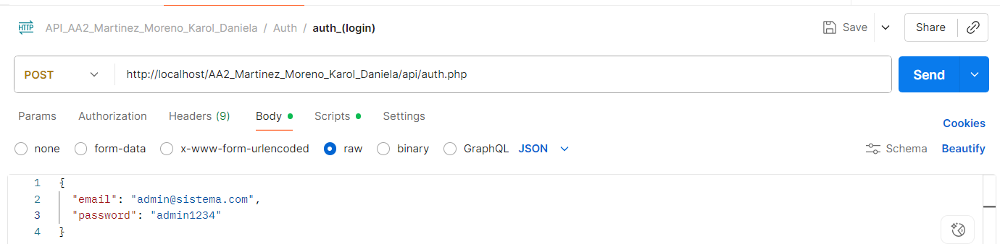 HTTP API_AA2_Martinez_Moreno_Karol_Daniela / Auth / auth_(login) Save Share
POST http://localhost/AA2_Martinez_Moreno_Karol_Daniela/api/auth.php Send
Params Authorization Headers (9) Body Scripts Settings Cookies
none form-data x-www-form-urlencoded raw binary GraphQL JSON Schema Beautify
1 {
2 "email": "admin@sistema.com",
3 "password": "admin1234"
4 }